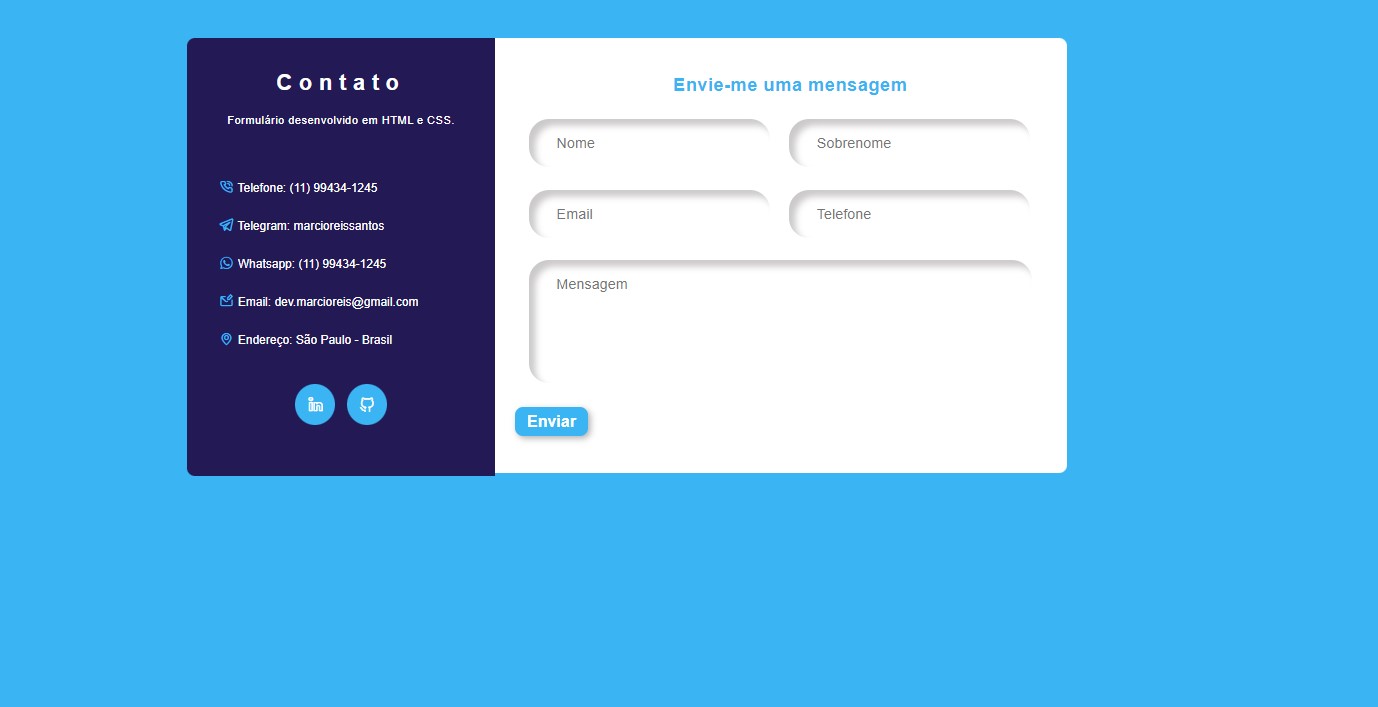 Contato
Formulário desenvolvido em HTML e CSS.
Telefone: (11) 99434-1245
Telegram: marcioreissantos
Whatsapp: (11) 99434-1245
Email: dev.marcioreis@gmail.com
Endereço: São Paulo - Brasil
Envie-me uma mensagem
Nome
Sobrenome
Email
Telefone
Mensagem
Enviar